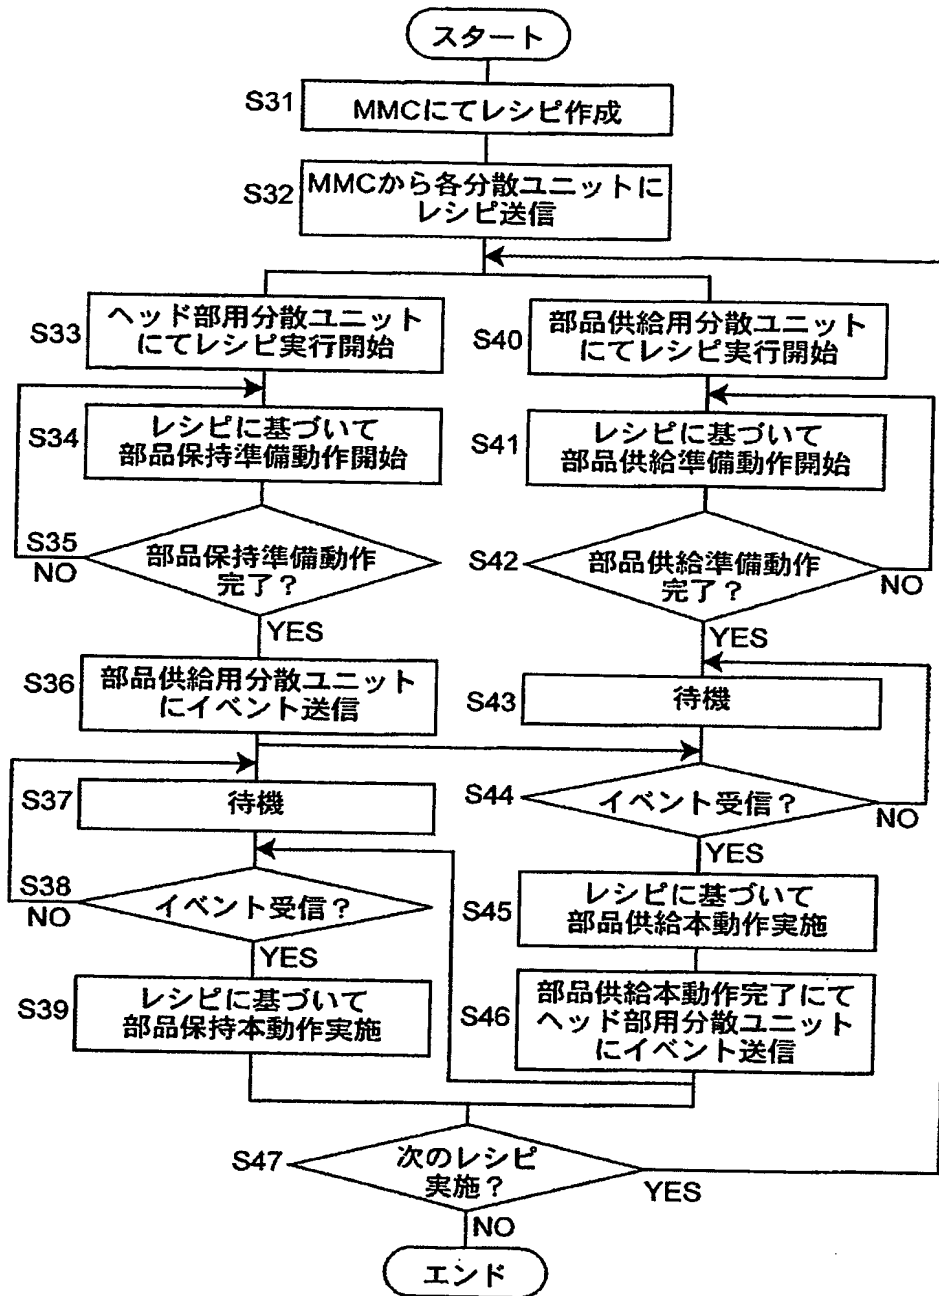 スタート
S31
MMCにてレシピ作成
S32
MMCから各分散ユニットに
レシピ送信
S33
ヘッド部用分散ユニット
にてレシピ実行開始
S40
部品供給用分散ユニット
にてレシピ実行開始
S34
レシピに基づいて
部品保持準備動作開始
S41
レシピに基づいて
部品供給準備動作開始
S35
NO
部品保持準備動作
完了？
YES
S42
部品供給準備動作
完了？
NO
YES
S36
部品供給用分散ユニット
にイベント送信
S43
待機
S37
待機
S44
イベント受信？
NO
YES
S38
NO
イベント受信？
YES
S45
レシピに基づいて
部品供給本動作実施
S39
レシピに基づいて
部品保持本動作実施
S46
部品供給本動作完了にて
ヘッド部用分散ユニット
にイベント送信
S47
次のレシピ
実施？
YES
NO
エンド